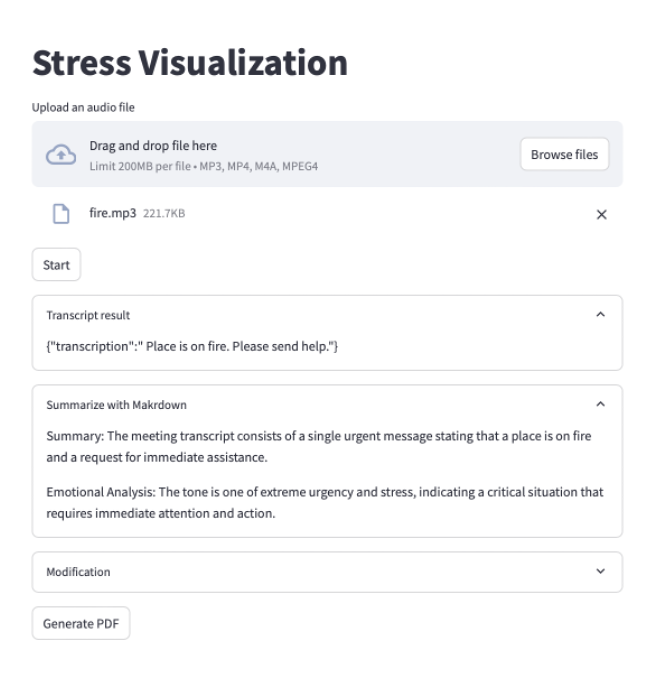 Stress Visualization
Upload an audio file
Drag and drop file here
Limit 200MB per file • MP3, MP4, M4A, MPEG4
Browse files
fire.mp3 221.7KB
Start
Transcript result
{"transcription":" Place is on fire. Please send help."}
Summarize with Makrdown
Summary: The meeting transcript consists of a single urgent message stating that a place is on fire
and a request for immediate assistance.
Emotional Analysis: The tone is one of extreme urgency and stress, indicating a critical situation that
requires immediate attention and action.
Modification
Generate PDF